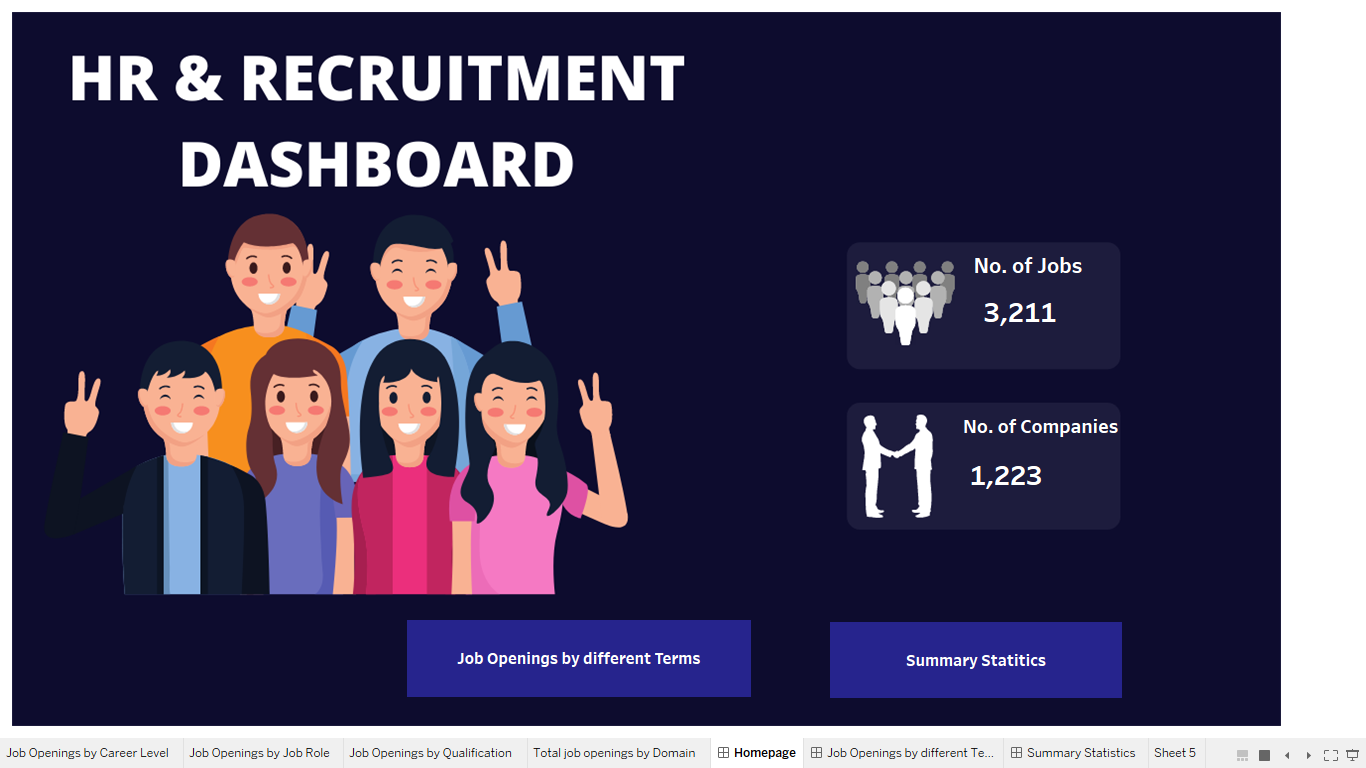 HR & RECRUITMENT
DASHBOARD
No. of Jobs
3,211
No. of Companies
1,223
Job Openings by different Terms
Summary Statitics
Job Openings by Career Level
Job Openings by Job Role
Job Openings by Qualification
Total job openings by Domain
Homepage
Job Openings by different Te...
Summary Statistics
Sheet 5